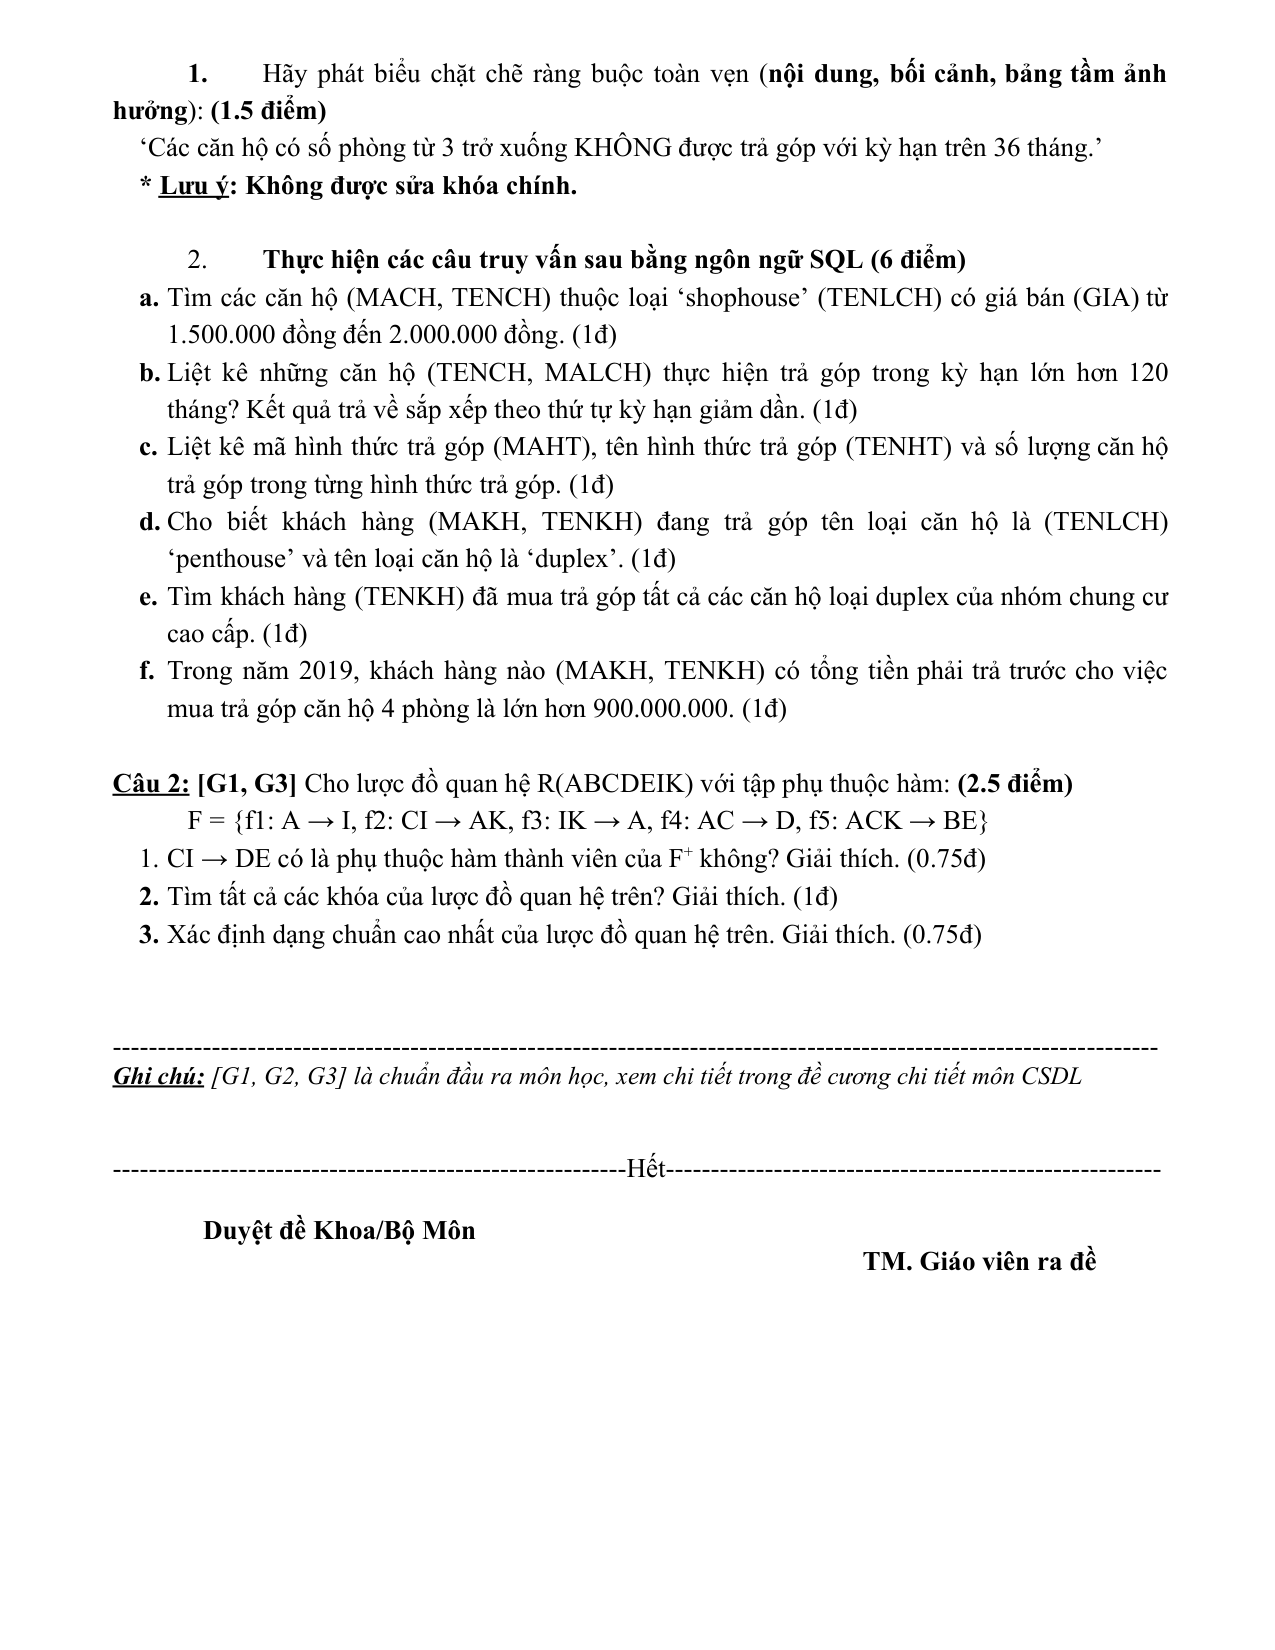 1. Hãy phát biểu chặt chẽ ràng buộc toàn vẹn (nội dung, bối cảnh, bảng tầm ảnh
hưởng): (1.5 điểm)
‘Các căn hộ có số phòng từ 3 trở xuống KHÔNG được trả góp với kỳ hạn trên 36 tháng.’
* Lưu ý: Không được sửa khóa chính.
2. Thực hiện các câu truy vấn sau bằng ngôn ngữ SQL (6 điểm)
a. Tìm các căn hộ (MACH, TENCH) thuộc loại ‘shophouse’ (TENLCH) có giá bán (GIA) từ
1.500.000 đồng đến 2.000.000 đồng. (1đ)
b. Liệt kê những căn hộ (TENCH, MALCH) thực hiện trả góp trong kỳ hạn lớn hơn 120
tháng? Kết quả trả về sắp xếp theo thứ tự kỳ hạn giảm dần. (1đ)
c. Liệt kê mã hình thức trả góp (MAHT), tên hình thức trả góp (TENHT) và số lượng căn hộ
trả góp trong từng hình thức trả góp. (1đ)
d. Cho biết khách hàng (MAKH, TENKH) đang trả góp tên loại căn hộ là (TENLCH)
‘penthouse’ và tên loại căn hộ là ‘duplex’. (1đ)
e. Tìm khách hàng (TENKH) đã mua trả góp tất cả các căn hộ loại duplex của nhóm chung cư
cao cấp. (1đ)
f. Trong năm 2019, khách hàng nào (MAKH, TENKH) có tổng tiền phải trả trước cho việc
mua trả góp căn hộ 4 phòng là lớn hơn 900.000.000. (1đ)
Câu 2: [G1, G3] Cho lược đồ quan hệ R(ABCDEIK) với tập phụ thuộc hàm: (2.5 điểm)
F = {f1: A → I, f2: CI → AK, f3: IK → A, f4: AC → D, f5: ACK → BE}
1. CI → DE có là phụ thuộc hàm thành viên của F⁺ không? Giải thích. (0.75đ)
2. Tìm tất cả các khóa của lược đồ quan hệ trên? Giải thích. (1đ)
3. Xác định dạng chuẩn cao nhất của lược đồ quan hệ trên. Giải thích. (0.75đ)
--------------------------------------------------------------------------------------------------------------------
Ghi chú: [G1, G2, G3] là chuẩn đầu ra môn học, xem chi tiết trong đề cương chi tiết môn CSDL
---------------------------------------------------------Hết-------------------------------------------------------
Duyệt đề Khoa/Bộ Môn
TM. Giáo viên ra đề